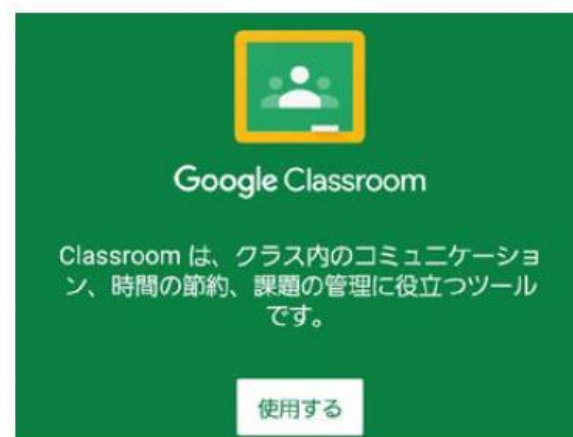 Google Classroom
Classroom は、クラス内のコミュニケーショ
ン、時間の節約、課題の管理に役立つツール
です。
使用する